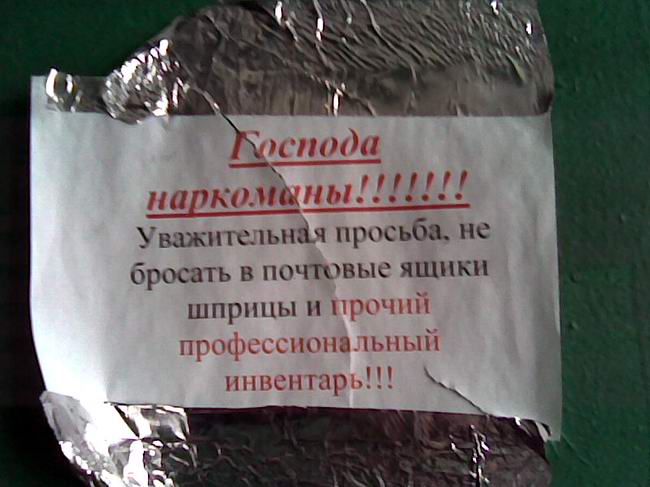 Господа
наркоманы!!!!!!!
Уважительная просьба, не
бросать в почтовые ящики
шприцы и прочий
профессиональный
инвентарь!!!